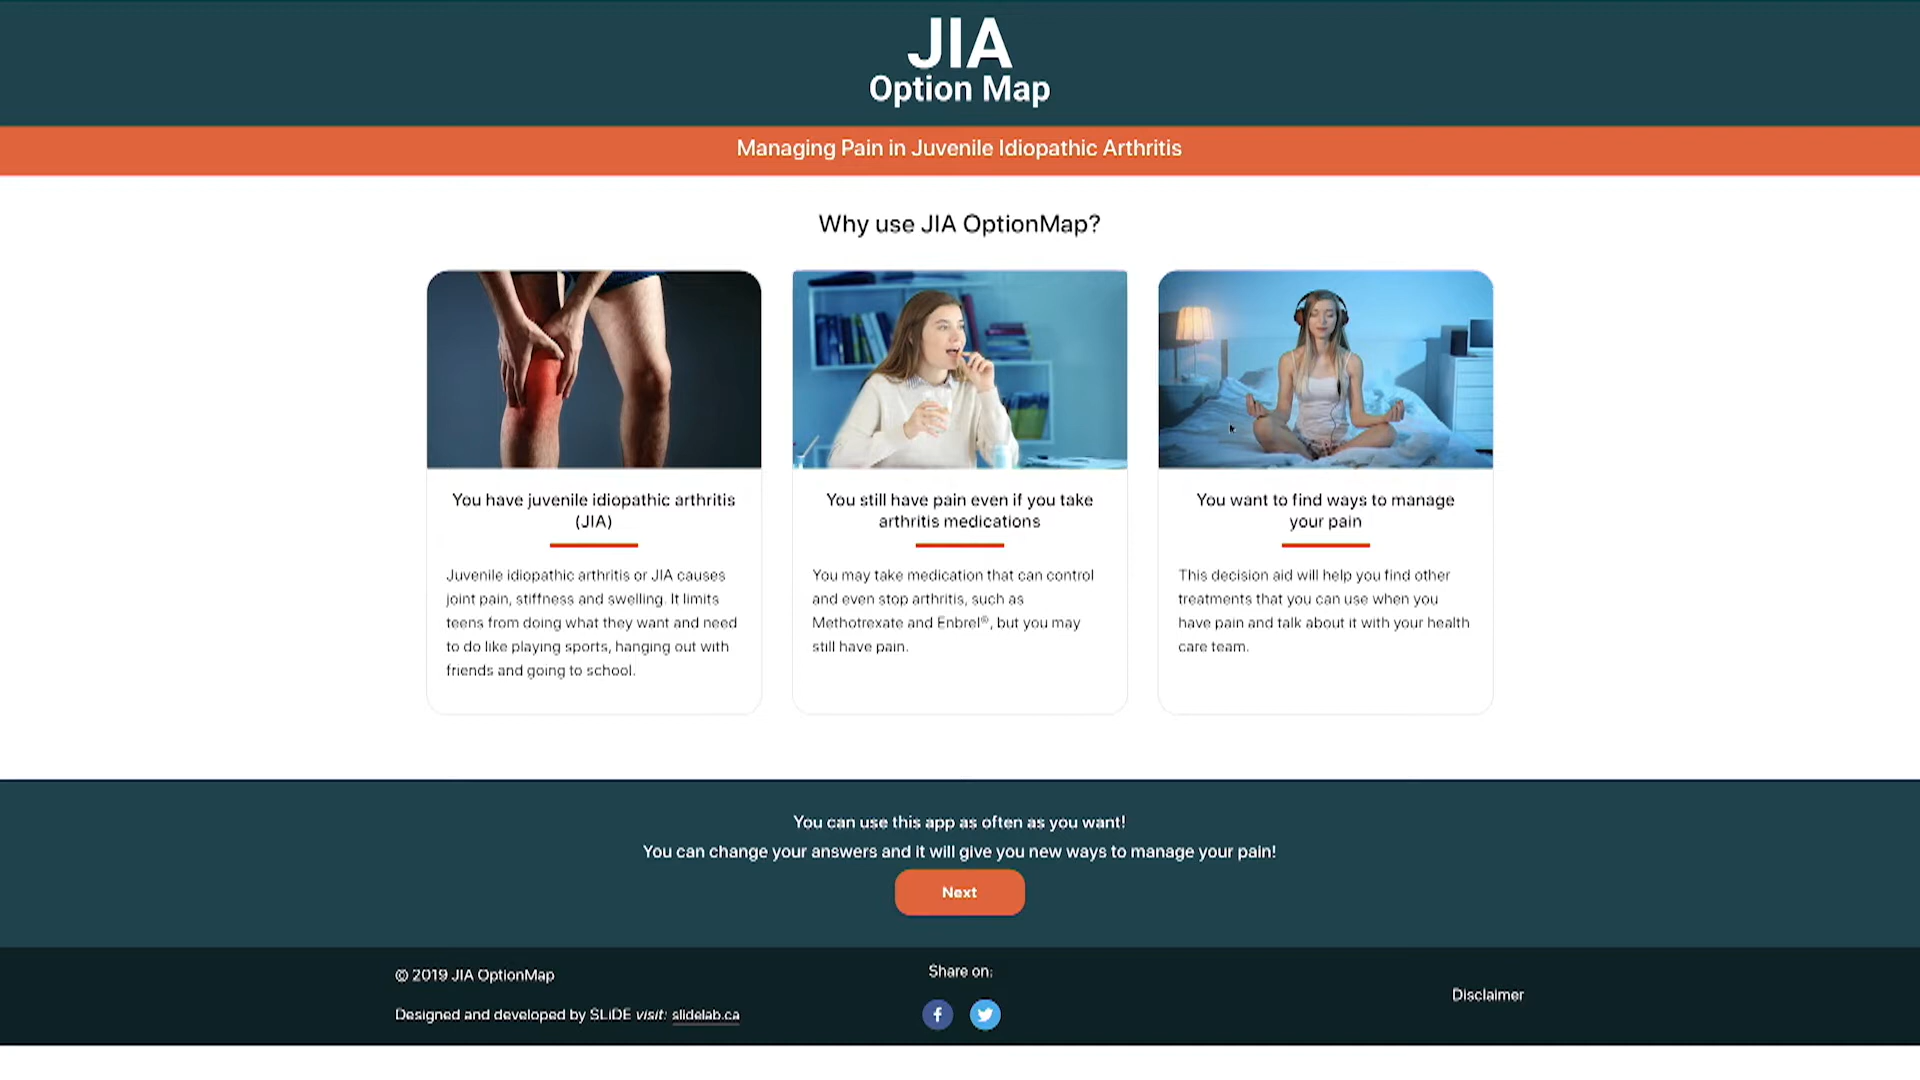 JIA
Option Map
Managing Pain in Juvenile Idiopathic Arthritis
Why use JIA OptionMap?
You have juvenile idiopathic arthritis
(JIA)
Juvenile idiopathic arthritis or JIA causes
joint pain, stiffness and swelling. It limits
teens from doing what they want and need
to do like playing sports, hanging out with
friends and going to school.
You still have pain even if you take
arthritis medications
You may take medication that can control
and even stop arthritis, such as
Methotrexate and Enbrel®, but you may
still have pain.
You want to find ways to manage
your pain
This decision aid will help you find other
treatments that you can use when you
have pain and talk about it with your health
care team.
You can use this app as often as you want!
You can change your answers and it will give you new ways to manage your pain!
Next
© 2019 JIA OptionMap
Designed and developed by SLiDE visit: slidelab.ca
Share on:
Disclaimer